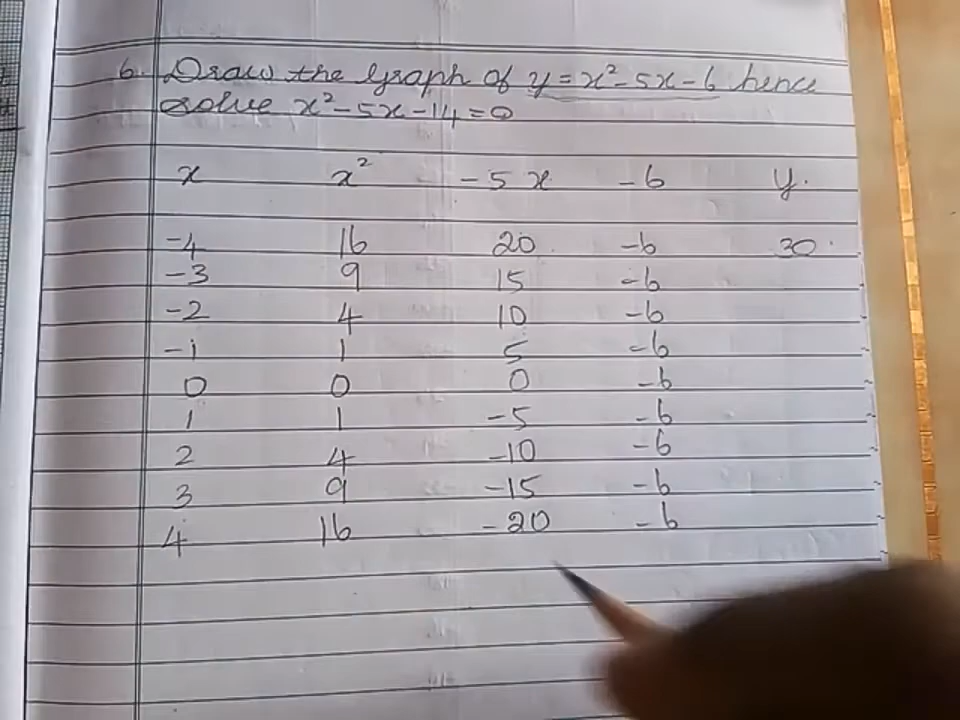 6. Draw the graph of y = x² - 5x - 6 hence
solve x² - 5x - 14 = 0
x x² -5x -6 y.
-4 16 20 -6 30
-3 9 15 -6
-2 4 10 -6
-1 1 5 -6
0 0 0 -6
1 1 -5 -6
2 4 -10 -6
3 9 -15 -6
4 16 -20 -6